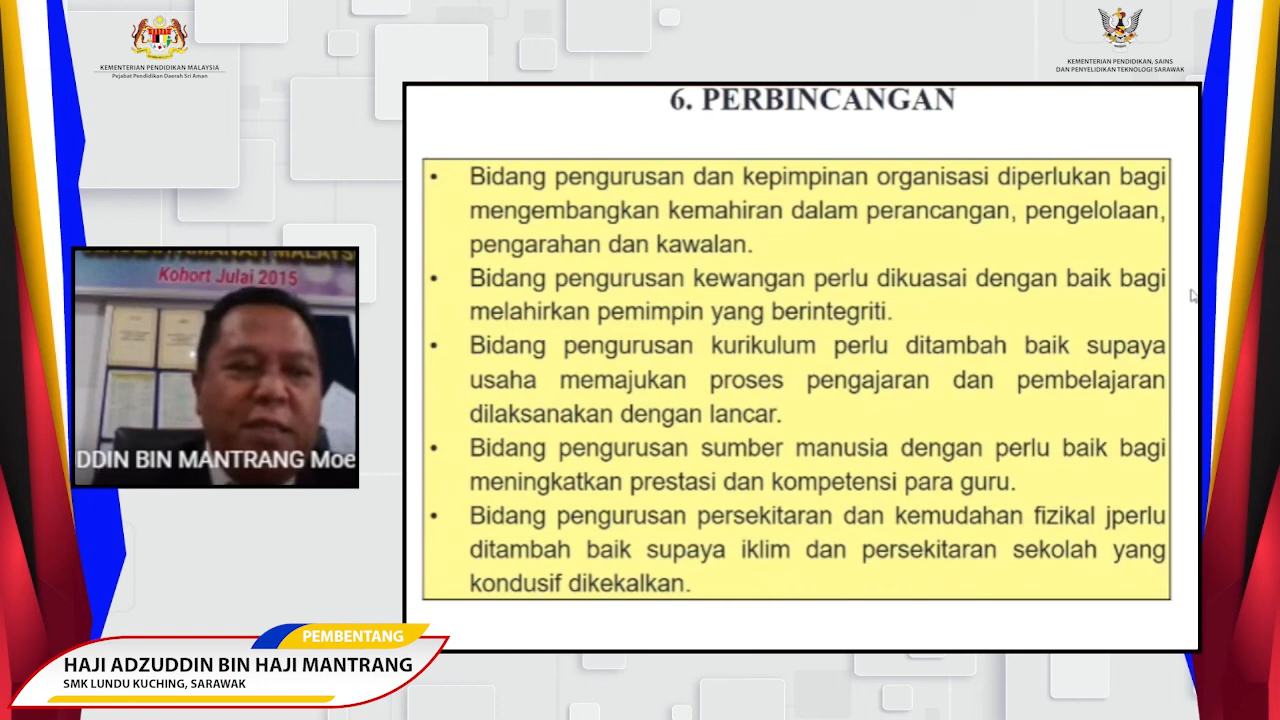 KEMENTERIAN PENDIDIKAN MALAYSIA
Pejabat Pendidikan Daerah Sri Aman
KEMENTERIAN PENDIDIKAN, SAINS
DAN PENYELIDIKAN TEKNOLOGI SARAWAK
6. PERBINCANGAN
• Bidang pengurusan dan kepimpinan organisasi diperlukan bagi
mengembangkan kemahiran dalam perancangan, pengelolaan,
pengarahan dan kawalan.
• Bidang pengurusan kewangan perlu dikuasai dengan baik bagi
melahirkan pemimpin yang berintegriti.
• Bidang pengurusan kurikulum perlu ditambah baik supaya
usaha memajukan proses pengajaran dan pembelajaran
dilaksanakan dengan lancar.
• Bidang pengurusan sumber manusia dengan perlu baik bagi
meningkatkan prestasi dan kompetensi para guru.
• Bidang pengurusan persekitaran dan kemudahan fizikal jperlu
ditambah baik supaya iklim dan persekitaran sekolah yang
kondusif dikekalkan.
Kohort Julai 2015
DDIN BIN MANTRANG Moe
PEMBENTANG
HAJI ADZUDDIN BIN HAJI MANTRANG
SMK LUNDU KUCHING, SARAWAK